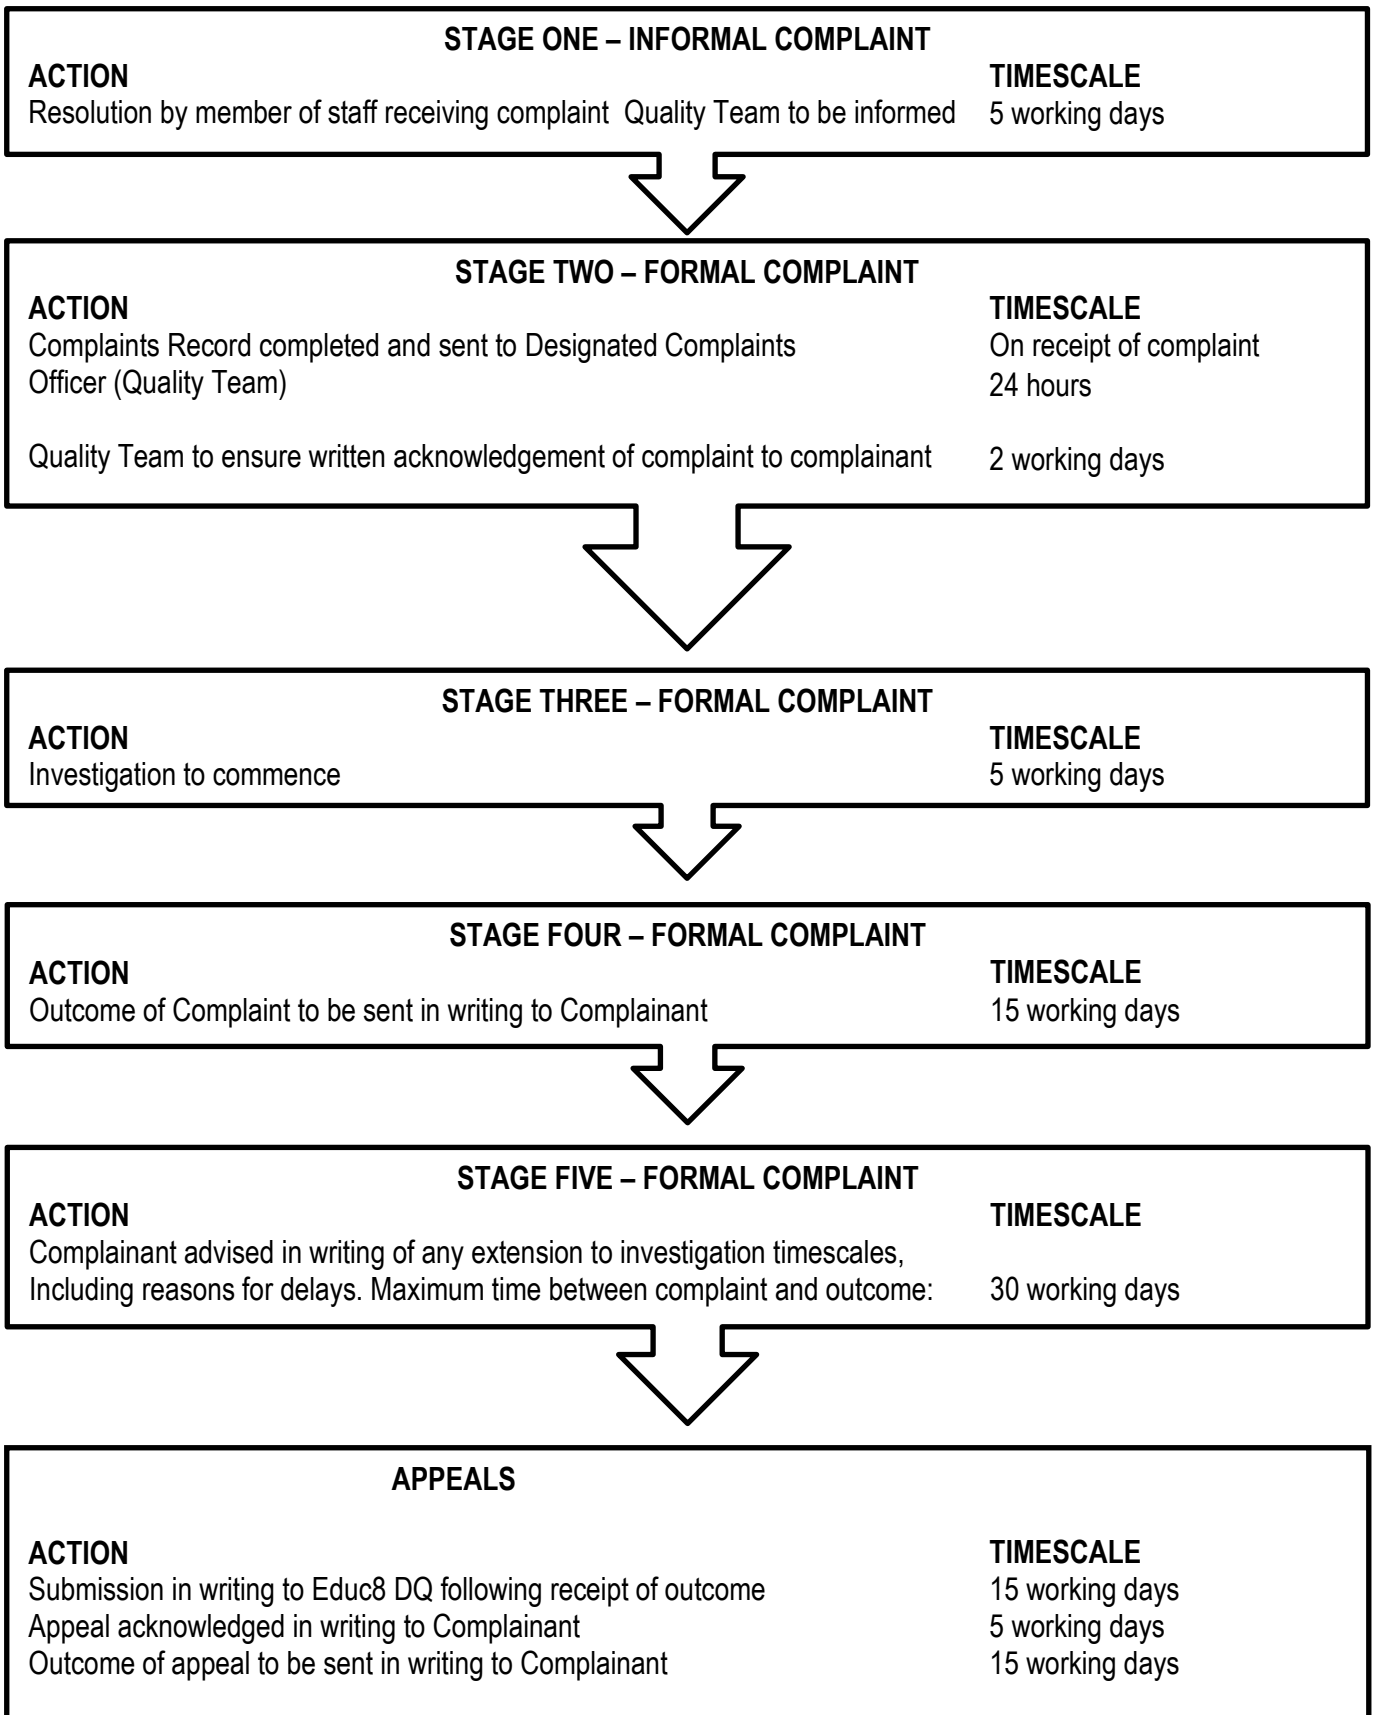 STAGE ONE – INFORMAL COMPLAINT
ACTION TIMESCALE
Resolution by member of staff receiving complaint  Quality Team to be informed 5 working days
STAGE TWO – FORMAL COMPLAINT
ACTION TIMESCALE
Complaints Record completed and sent to Designated Complaints On receipt of complaint
Officer (Quality Team) 24 hours
Quality Team to ensure written acknowledgement of complaint to complainant 2 working days
STAGE THREE – FORMAL COMPLAINT
ACTION TIMESCALE
Investigation to commence 5 working days
STAGE FOUR – FORMAL COMPLAINT
ACTION TIMESCALE
Outcome of Complaint to be sent in writing to Complainant 15 working days
STAGE FIVE – FORMAL COMPLAINT
ACTION TIMESCALE
Complainant advised in writing of any extension to investigation timescales,
Including reasons for delays. Maximum time between complaint and outcome: 30 working days
APPEALS
ACTION TIMESCALE
Submission in writing to Educ8 DQ following receipt of outcome 15 working days
Appeal acknowledged in writing to Complainant 5 working days
Outcome of appeal to be sent in writing to Complainant 15 working days